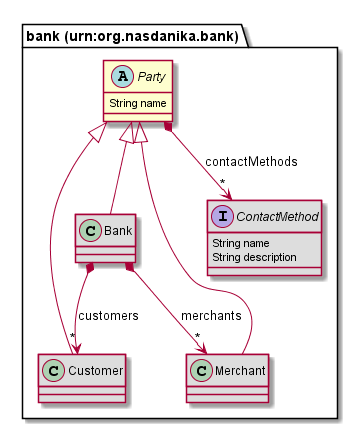 bank (urn:org.nasdanika.bank)
A Party
String name
contactMethods
*
I ContactMethod
String name
String description
C Bank
customers
*
merchants
*
C Customer
C Merchant